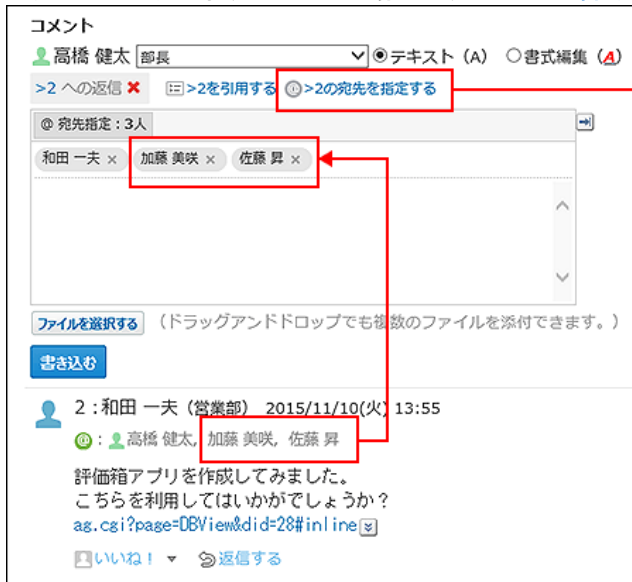 コメント
高橋 健太 部長 テキスト (A) 書式編集 (A)
>2 への返信 ✖ >2を引用する >2の宛先を指定する
@ 宛先指定 : 3人
和田 一夫 × 加藤 美咲 × 佐藤 昇 ×
ファイルを選択する (ドラッグアンドドロップでも複数のファイルを添付できます。)
書き込む
2 : 和田 一夫 (営業部) 2015/11/10(火) 13:55
@ : 高橋 健太, 加藤 美咲, 佐藤 昇
評価箱アプリを作成してみました。
こちらを利用してはいかがでしょうか?
ag.cgi?page=DBView&did=28#inline
いいね! ▼ 返信する